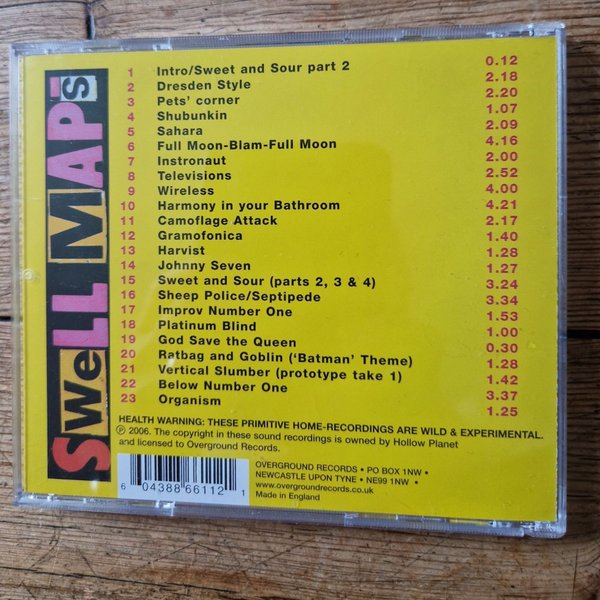 SWeLL MAP's
1 Intro/Sweet and Sour part 2 0.12
2 Dresden Style 2.18
3 Pets' corner 2.20
4 Shubunkin 1.07
5 Sahara 2.09
6 Full Moon-Blam-Full Moon 4.16
7 Instronaut 2.00
8 Televisions 2.52
9 Wireless 4.00
10 Harmony in your Bathroom 4.21
11 Camoflage Attack 2.17
12 Gramofonica 1.40
13 Harvist 1.28
14 Johnny Seven 1.27
15 Sweet and Sour (parts 2, 3 & 4) 3.24
16 Sheep Police/Septipede 3.34
17 Improv Number One 1.53
18 Platinum Blind 1.00
19 God Save the Queen 0.30
20 Ratbag and Goblin ('Batman' Theme) 1.28
21 Vertical Slumber (prototype take 1) 1.42
22 Below Number One 3.37
23 Organism 1.25
HEALTH WARNING: THESE PRIMITIVE HOME-RECORDINGS ARE WILD & EXPERIMENTAL.
℗ 2006. The copyright in these sound recordings is owned by Hollow Planet
and licensed to Overground Records.
OVERGROUND RECORDS • PO BOX 1NW •
NEWCASTLE UPON TYNE • NE99 1NW •
www.overgroundrecords.co.uk
Made in England
6 04388 66112 1